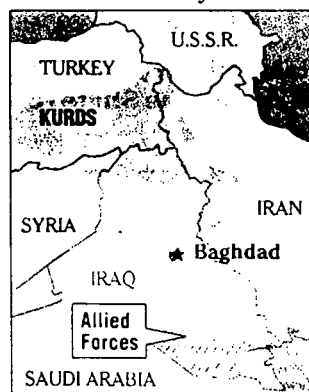 U.S.S.R.
TURKEY
KURDS
SYRIA
IRAN
Baghdad
IRAQ
Allied
Forces
SAUDI ARABIA